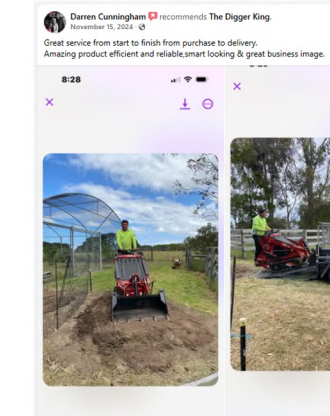 Darren Cunningham recommends The Digger King.
November 15, 2024 ·
Great service from start to finish from purchase to delivery.
Amazing product efficient and reliable,smart looking & great business image.
8:28